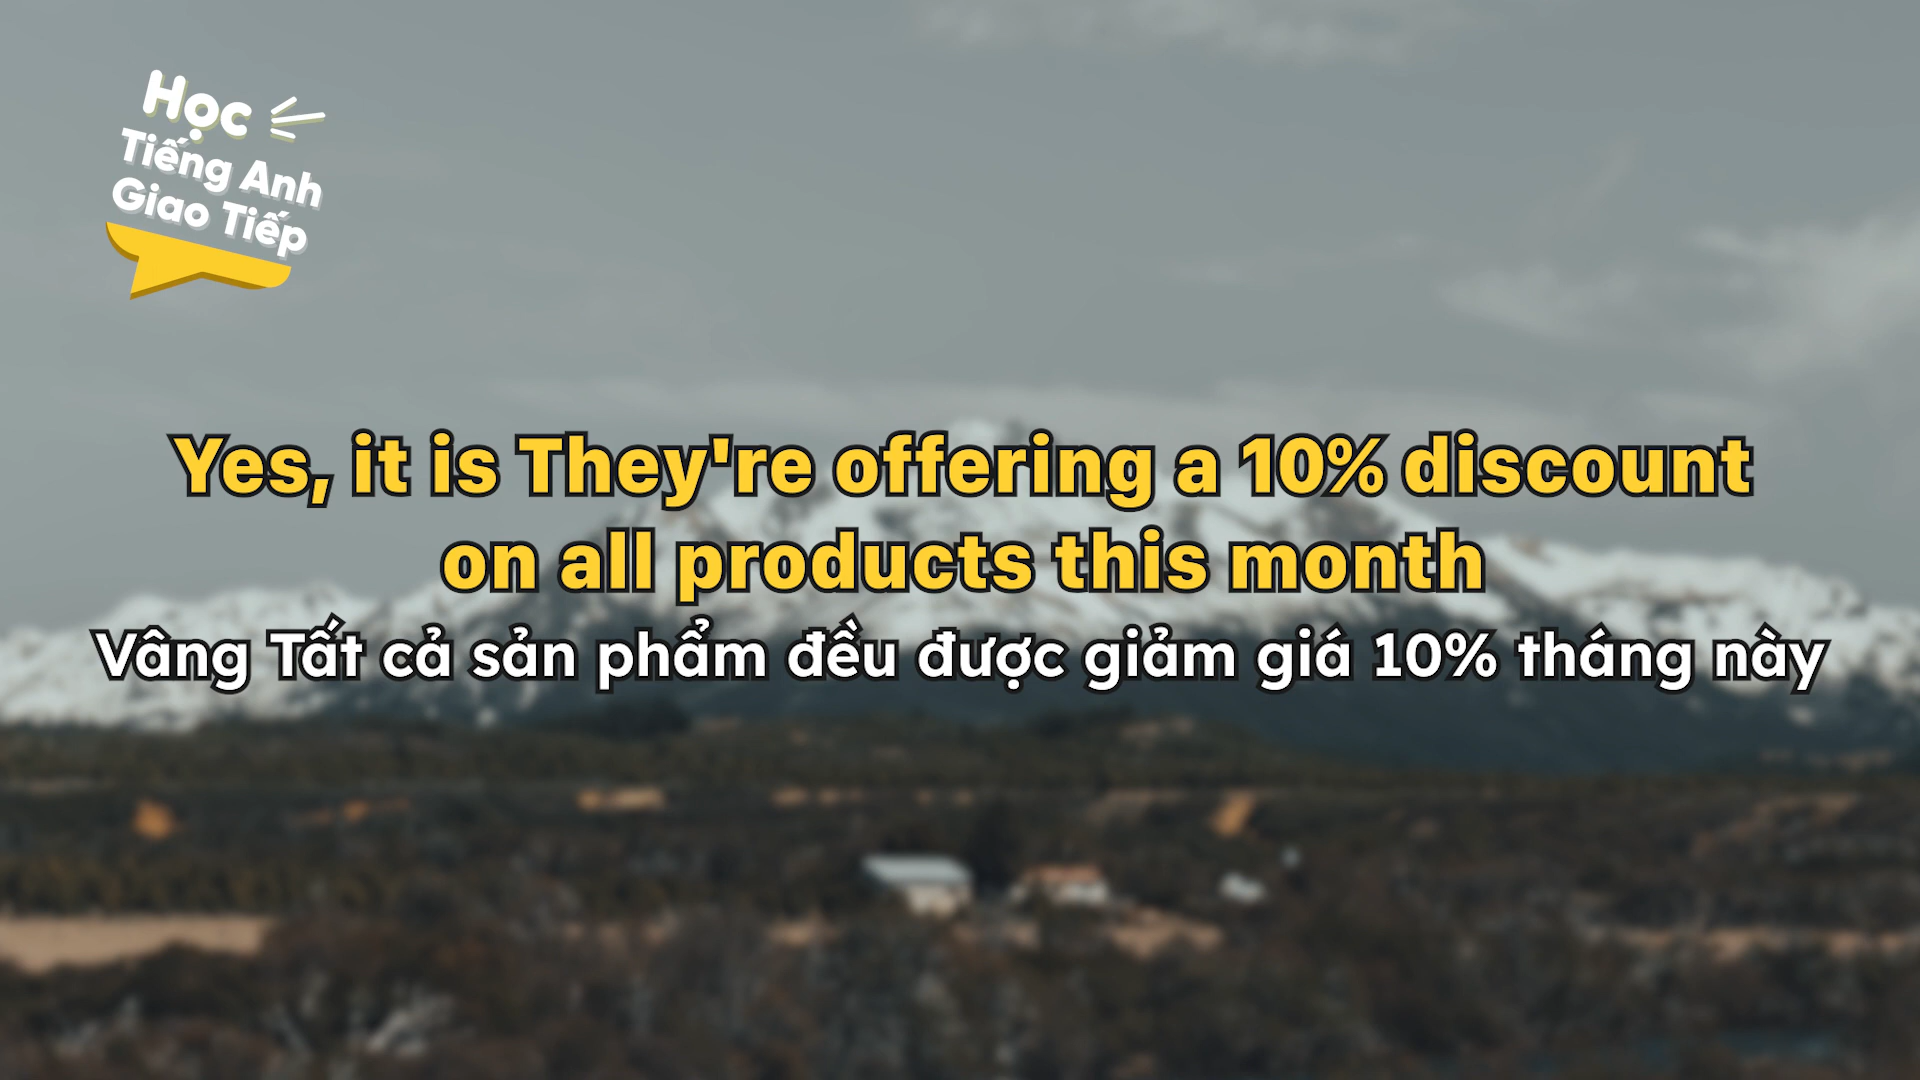 Học
Tiếng Anh
Giao Tiếp
Yes, it is They're offering a 10% discount
on all products this month
Vâng Tất cả sản phẩm đều được giảm giá 10% tháng này